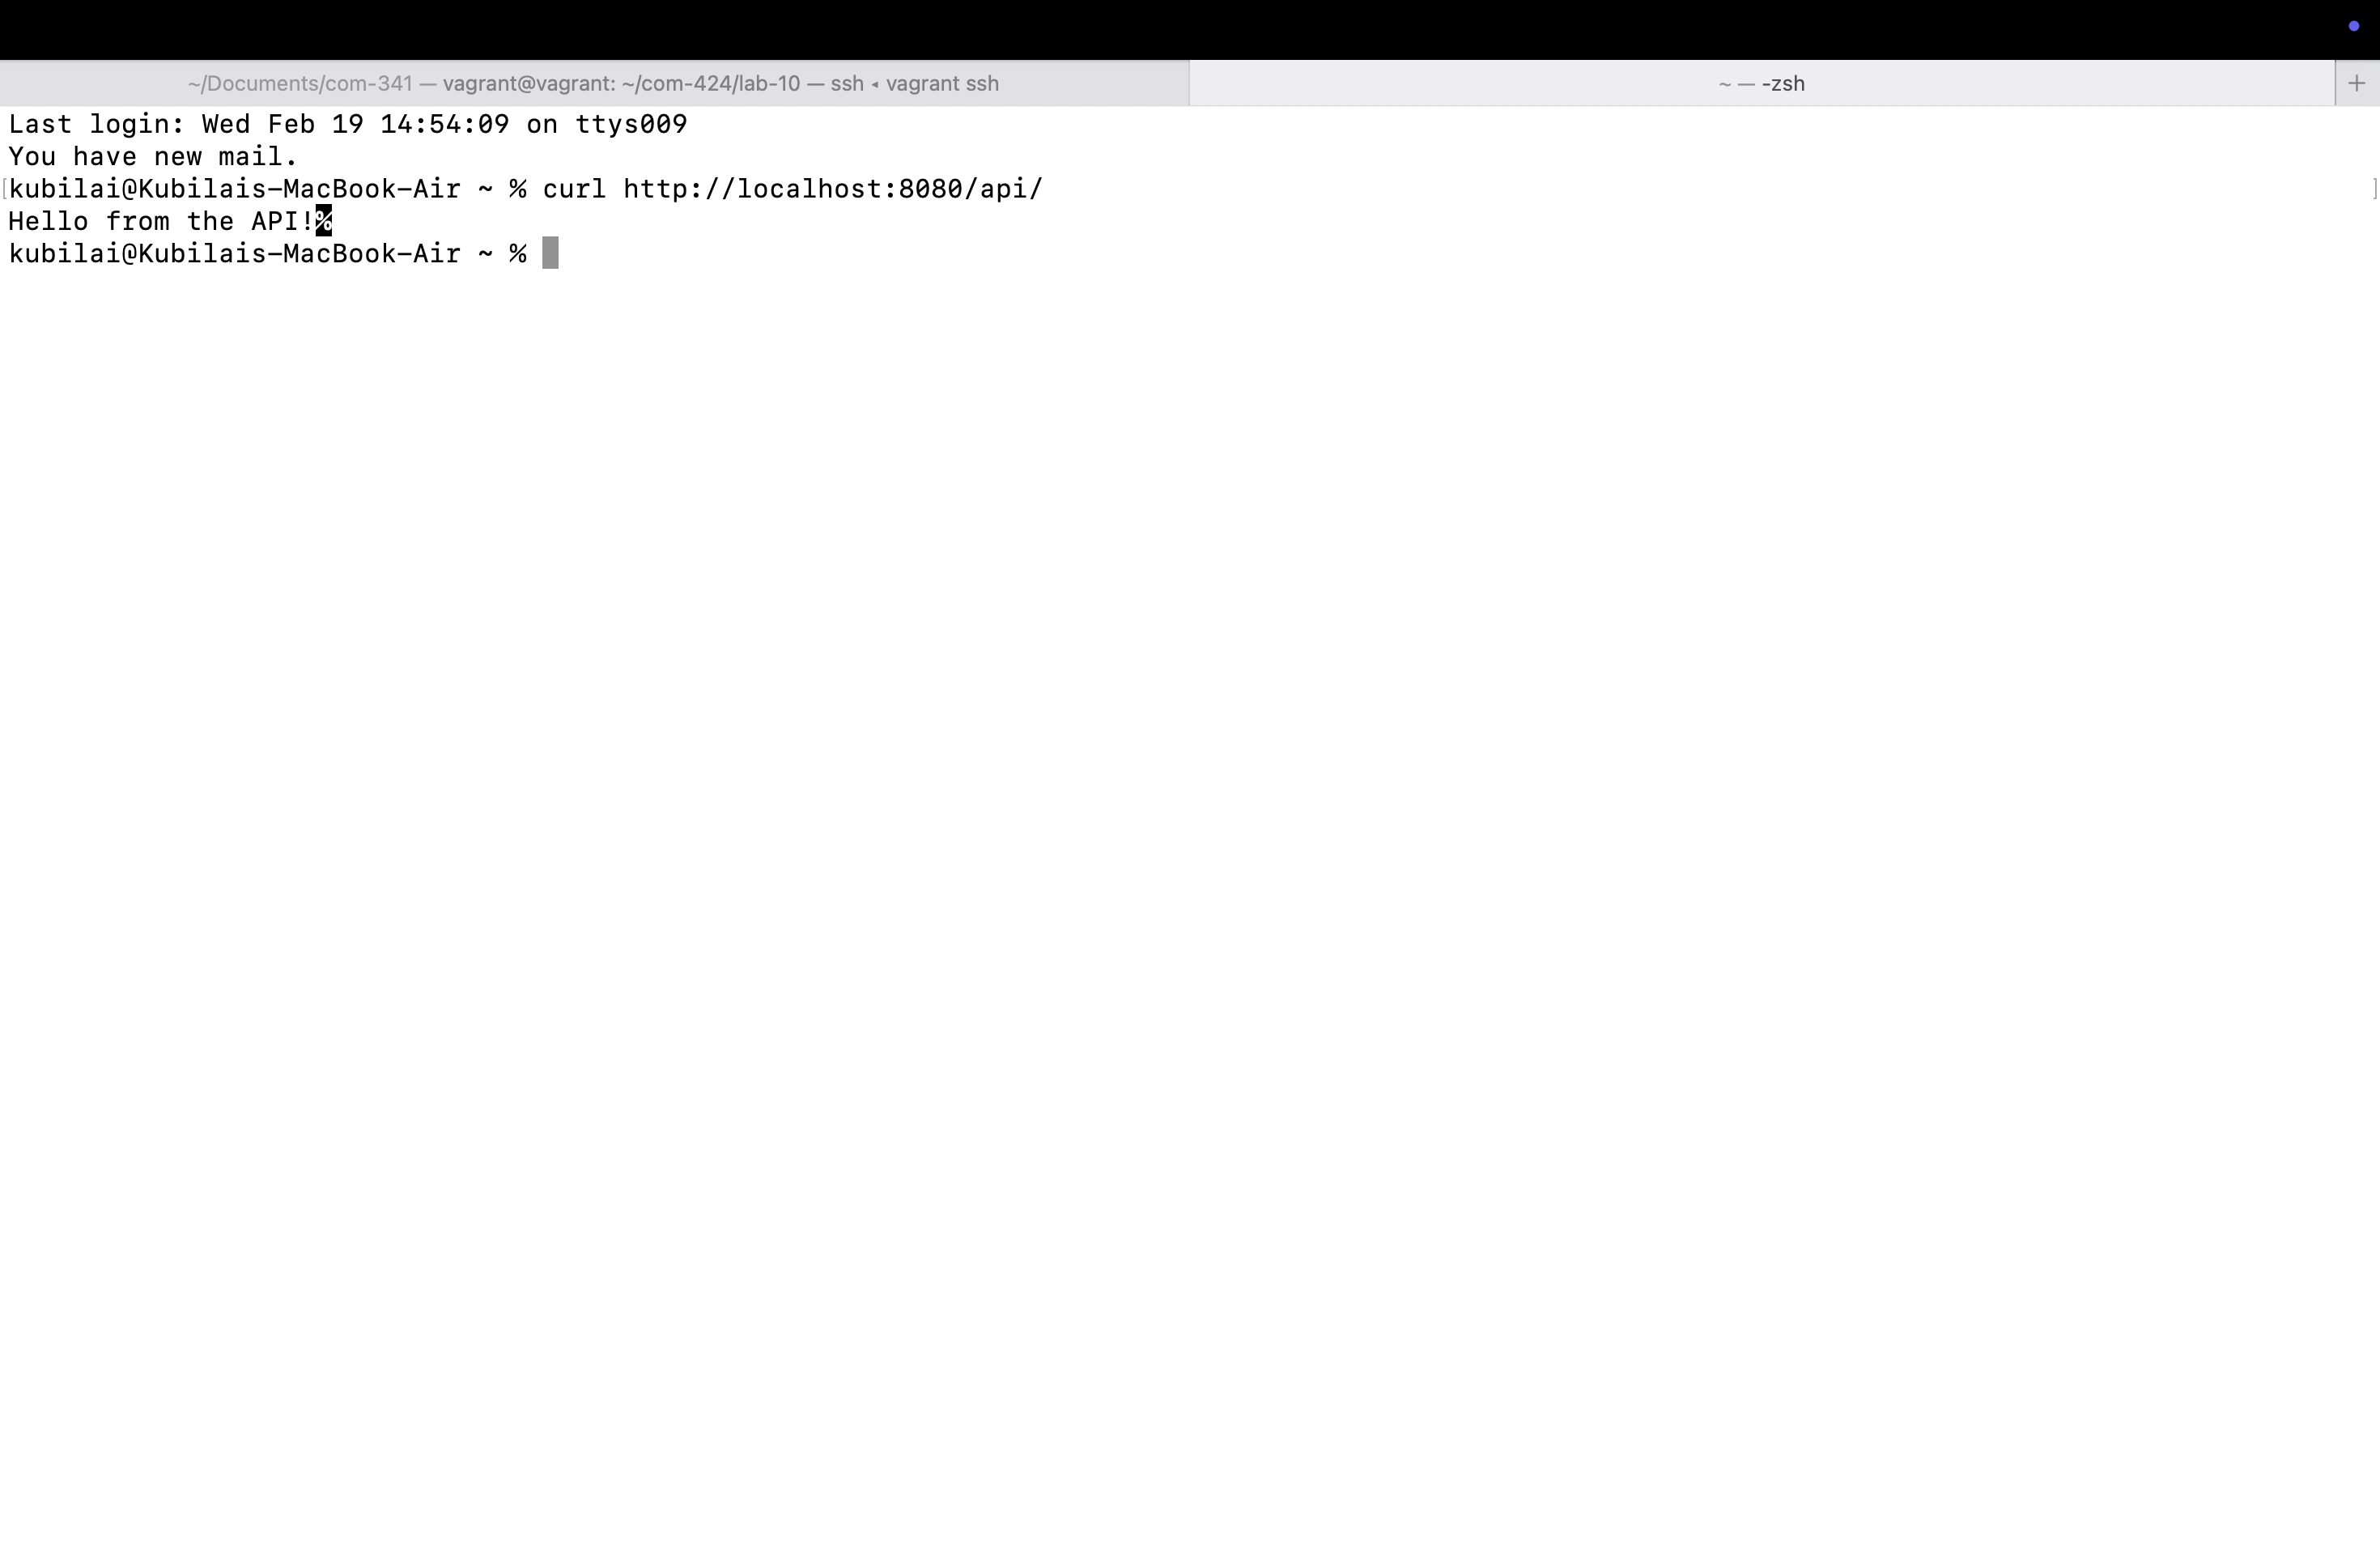 ~/Documents/com-341 — vagrant@vagrant: ~/com-424/lab-10 — ssh ◂ vagrant ssh
~ — -zsh
+
Last login: Wed Feb 19 14:54:09 on ttys009
You have new mail.
[kubilai@Kubilais-MacBook-Air ~ % curl http://localhost:8080/api/ ]
Hello from the API!%
kubilai@Kubilais-MacBook-Air ~ %